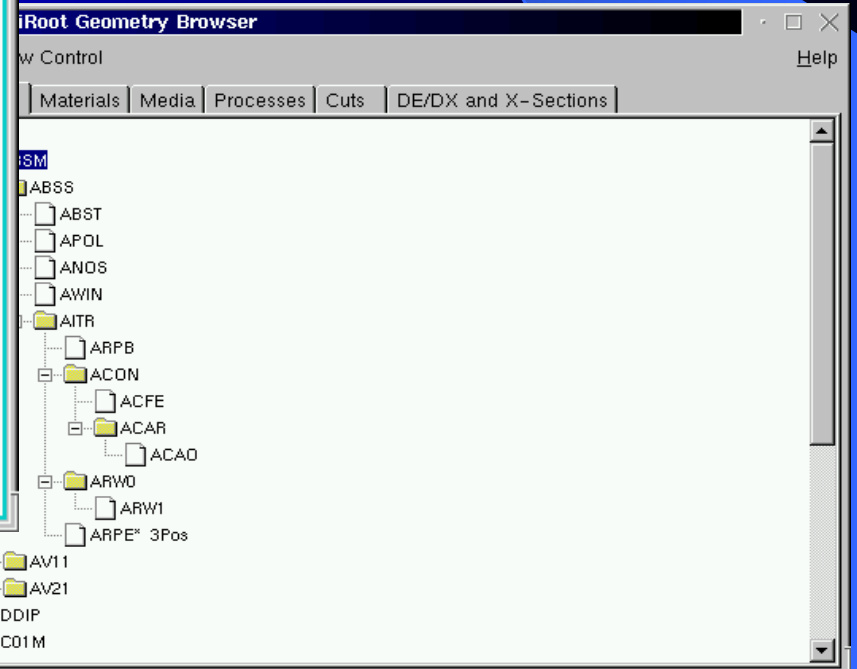 iRoot Geometry Browser
w Control Help
Materials Media Processes Cuts DE/DX and X-Sections
SM
ABSS
ABST
APOL
ANOS
AWIN
AITR
ARPB
ACON
ACFE
ACAR
ACAO
ARW0
ARW1
ARPE* 3Pos
AV11
AV21
DDIP
C01M